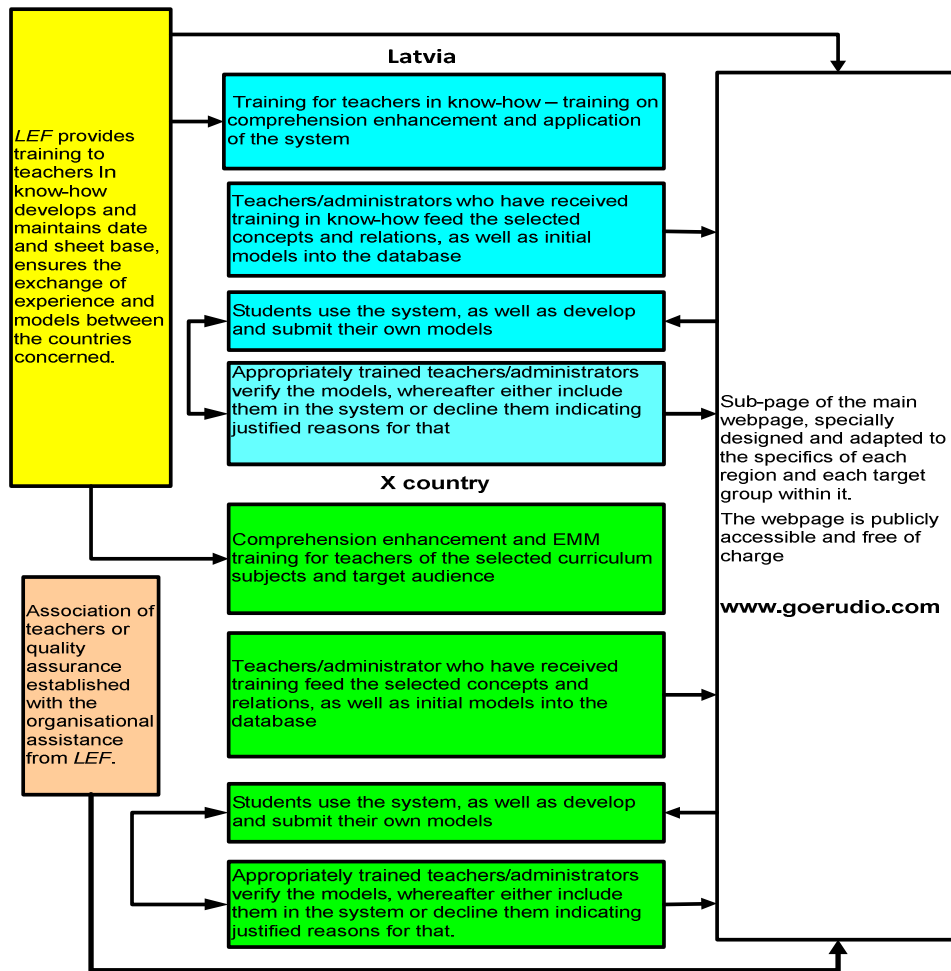 LEF provides
training to
teachers In
know-how
develops and
maintains date
and sheet base,
ensures the
exchange of
experience and
models between
the countries
concerned.
Latvia
Training for teachers in know-how – training on
comprehension enhancement and application
of the system
Teachers/administrators who have received
training in know-how feed the selected
concepts and relations, as well as initial
models into the database
Students use the system, as well as develop
and submit their own models
Appropriately trained teachers/administrators
verify the models, whereafter either include
them in the system or decline them indicating
justified reasons for that
X country
Comprehension enhancement and EMM
training for teachers of the selected curriculum
subjects and target audience
Association of
teachers or
quality
assurance
established
with the
organisational
assistance
from LEF.
Teachers/administrator who have received
training feed the selected concepts and
relations, as well as initial models into the
database
Students use the system, as well as develop
and submit their own models
Appropriately trained teachers/administrators
verify the models, whereafter either include
them in the system or decline them indicating
justified reasons for that.
Sub-page of the main
webpage, specially
designed and adapted to
the specifics of each
region and each target
group within it.
The webpage is publicly
accessible and free of
charge
www.goerudio.com